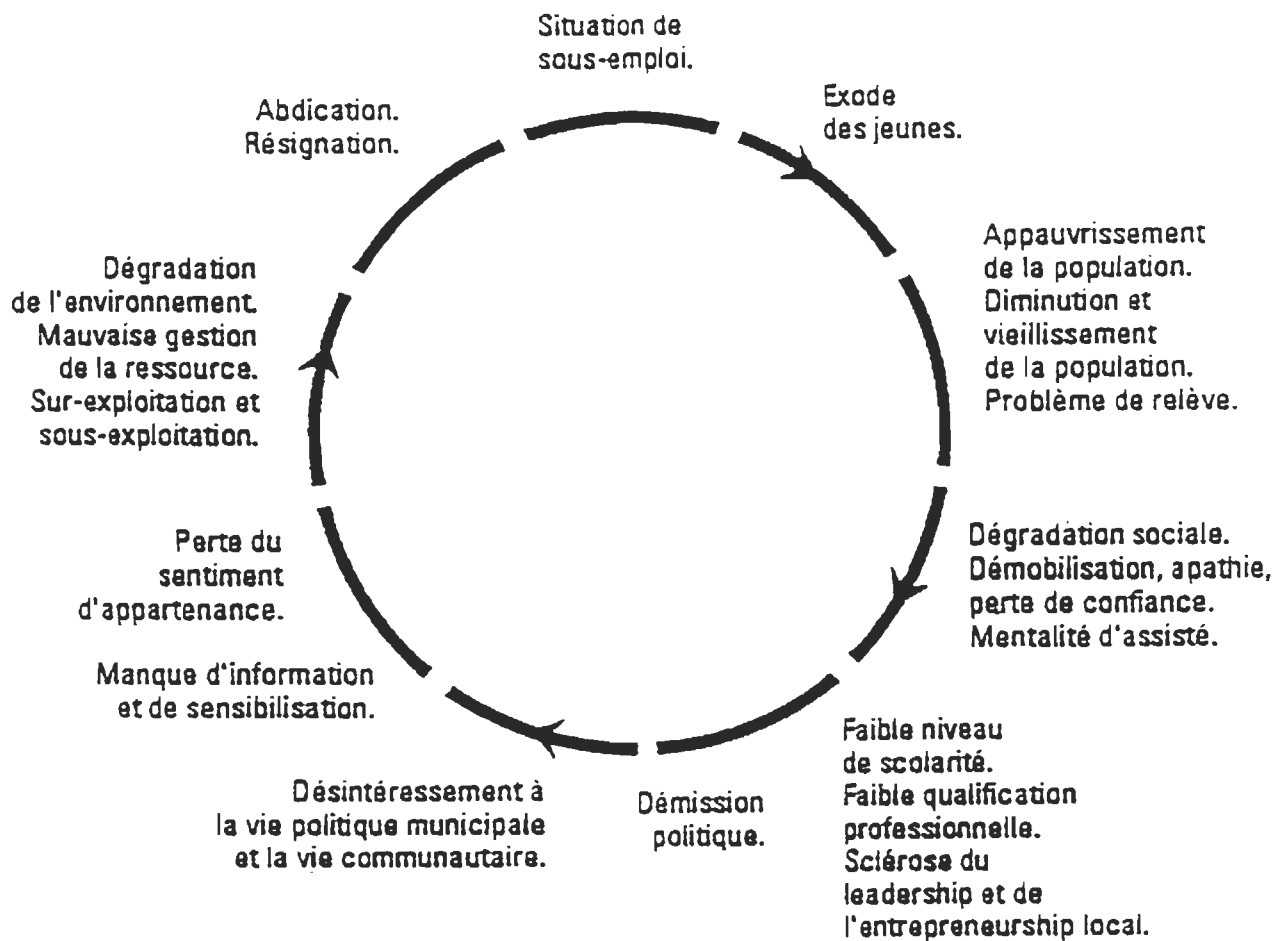 Situation de
sous-emploi.
Exode
des jeunes.
Appauvrissement
de la population.
Diminution et
vieillissement
de la population.
Problème de relève.
Dégradation sociale.
Démobilisation, apathie,
perte de confiance.
Mentalité d'assisté.
Faible niveau
de scolarité.
Faible qualification
professionnelle.
Sclérose du
leadership et de
l'entrepreneurship local.
Démission
politique.
Désintéressement à
la vie politique municipale
et la vie communautaire.
Manque d'information
et de sensibilisation.
Perte du
sentiment
d'appartenance.
Dégradation
de l'environnement.
Mauvaise gestion
de la ressource.
Sur-exploitation et
sous-exploitation.
Abdication.
Résignation.